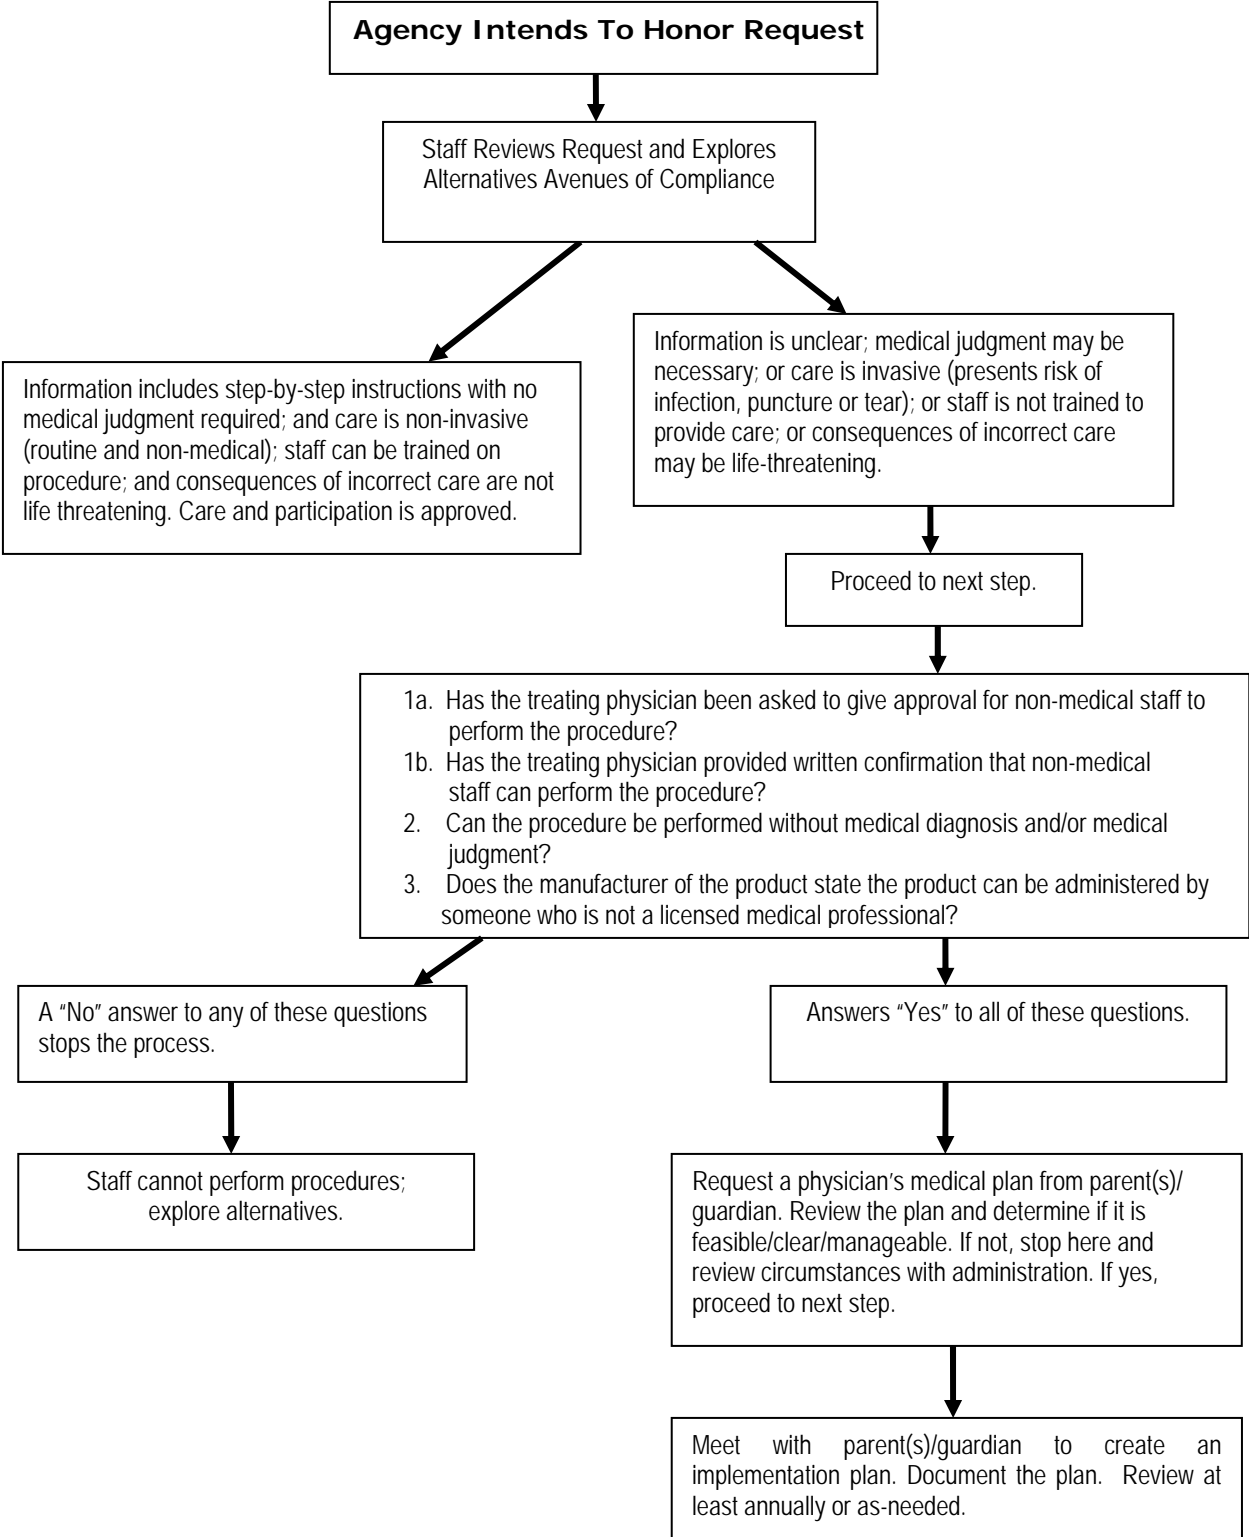 Agency Intends To Honor Request
Staff Reviews Request and Explores
Alternatives Avenues of Compliance
Information includes step-by-step instructions with no
medical judgment required; and care is non-invasive
(routine and non-medical); staff can be trained on
procedure; and consequences of incorrect care are not
life threatening. Care and participation is approved.
Information is unclear; medical judgment may be
necessary; or care is invasive (presents risk of
infection, puncture or tear); or staff is not trained to
provide care; or consequences of incorrect care
may be life-threatening.
Proceed to next step.
1a. Has the treating physician been asked to give approval for non-medical staff to
perform the procedure?
1b. Has the treating physician provided written confirmation that non-medical
staff can perform the procedure?
2. Can the procedure be performed without medical diagnosis and/or medical
judgment?
3. Does the manufacturer of the product state the product can be administered by
someone who is not a licensed medical professional?
A “No” answer to any of these questions
stops the process.
Answers “Yes” to all of these questions.
Staff cannot perform procedures;
explore alternatives.
Request a physician’s medical plan from parent(s)/
guardian. Review the plan and determine if it is
feasible/clear/manageable. If not, stop here and
review circumstances with administration. If yes,
proceed to next step.
Meet with parent(s)/guardian to create an
implementation plan. Document the plan. Review at
least annually or as-needed.